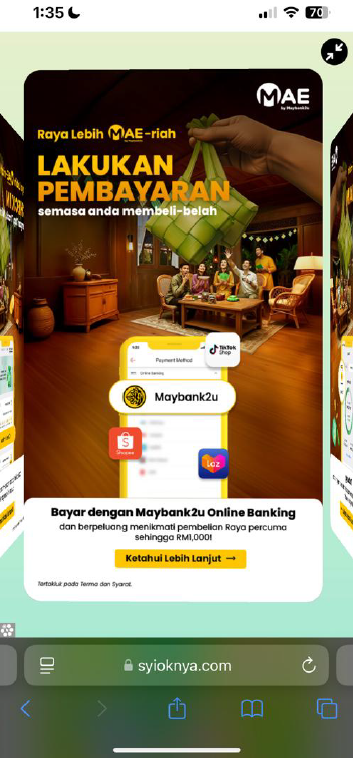 1:35
70
MAE
by Maybank2u
Raya Lebih MAE-riah
LAKUKAN
PEMBAYARAN
semasa anda membeli-belah
TikTok
Shop
Payment Method
Online Banking
Maybank2u
Shopee
Laz
Bayar dengan Maybank2u Online Banking
dan berpeluang menikmati pembelian Raya percuma
sehingga RM1,000!
Ketahui Lebih Lanjut →
Tertakluk pada Terma dan Syarat.
syioknya.com